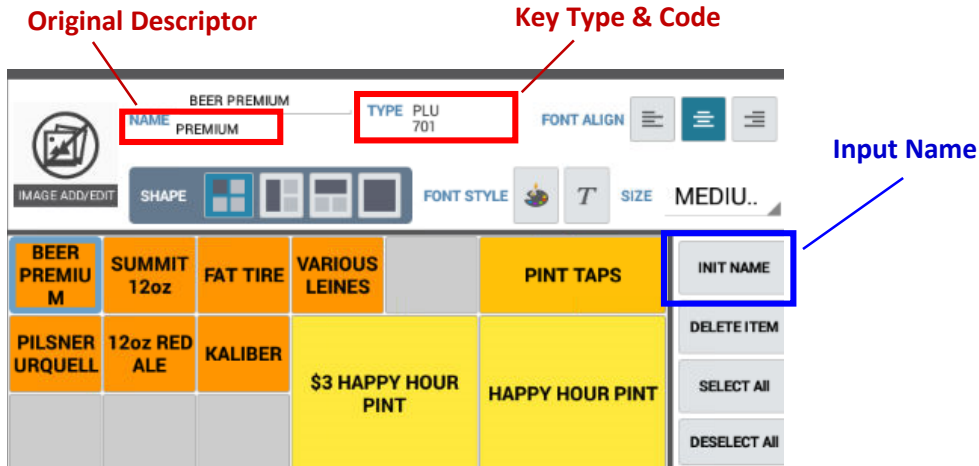 Original Descriptor
Key Type & Code
BEER PREMIUM
NAME PREMIUM
TYPE PLU
701
FONT ALIGN
Input Name
IMAGE ADD/EDIT
SHAPE
FONT STYLE
T
SIZE
MEDIU..
BEER
PREMIU
M
SUMMIT
12oz
FAT TIRE
VARIOUS
LEINES
PINT TAPS
INIT NAME
PILSNER
URQUELL
12oz RED
ALE
KALIBER
$3 HAPPY HOUR
PINT
HAPPY HOUR PINT
DELETE ITEM
SELECT All
DESELECT All